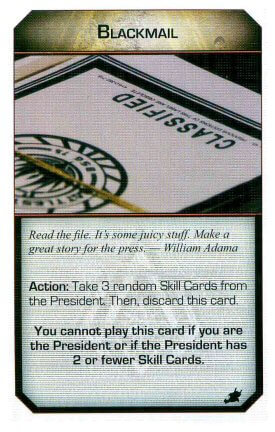 BLACKMAIL
CLASSIFIED
Read the file. It's some juicy stuff. Make a
great story for the press.— William Adama
Action: Take 3 random Skill Cards from
the President. Then, discard this card.
You cannot play this card if you are
the President or if the President has
2 or fewer Skill Cards.